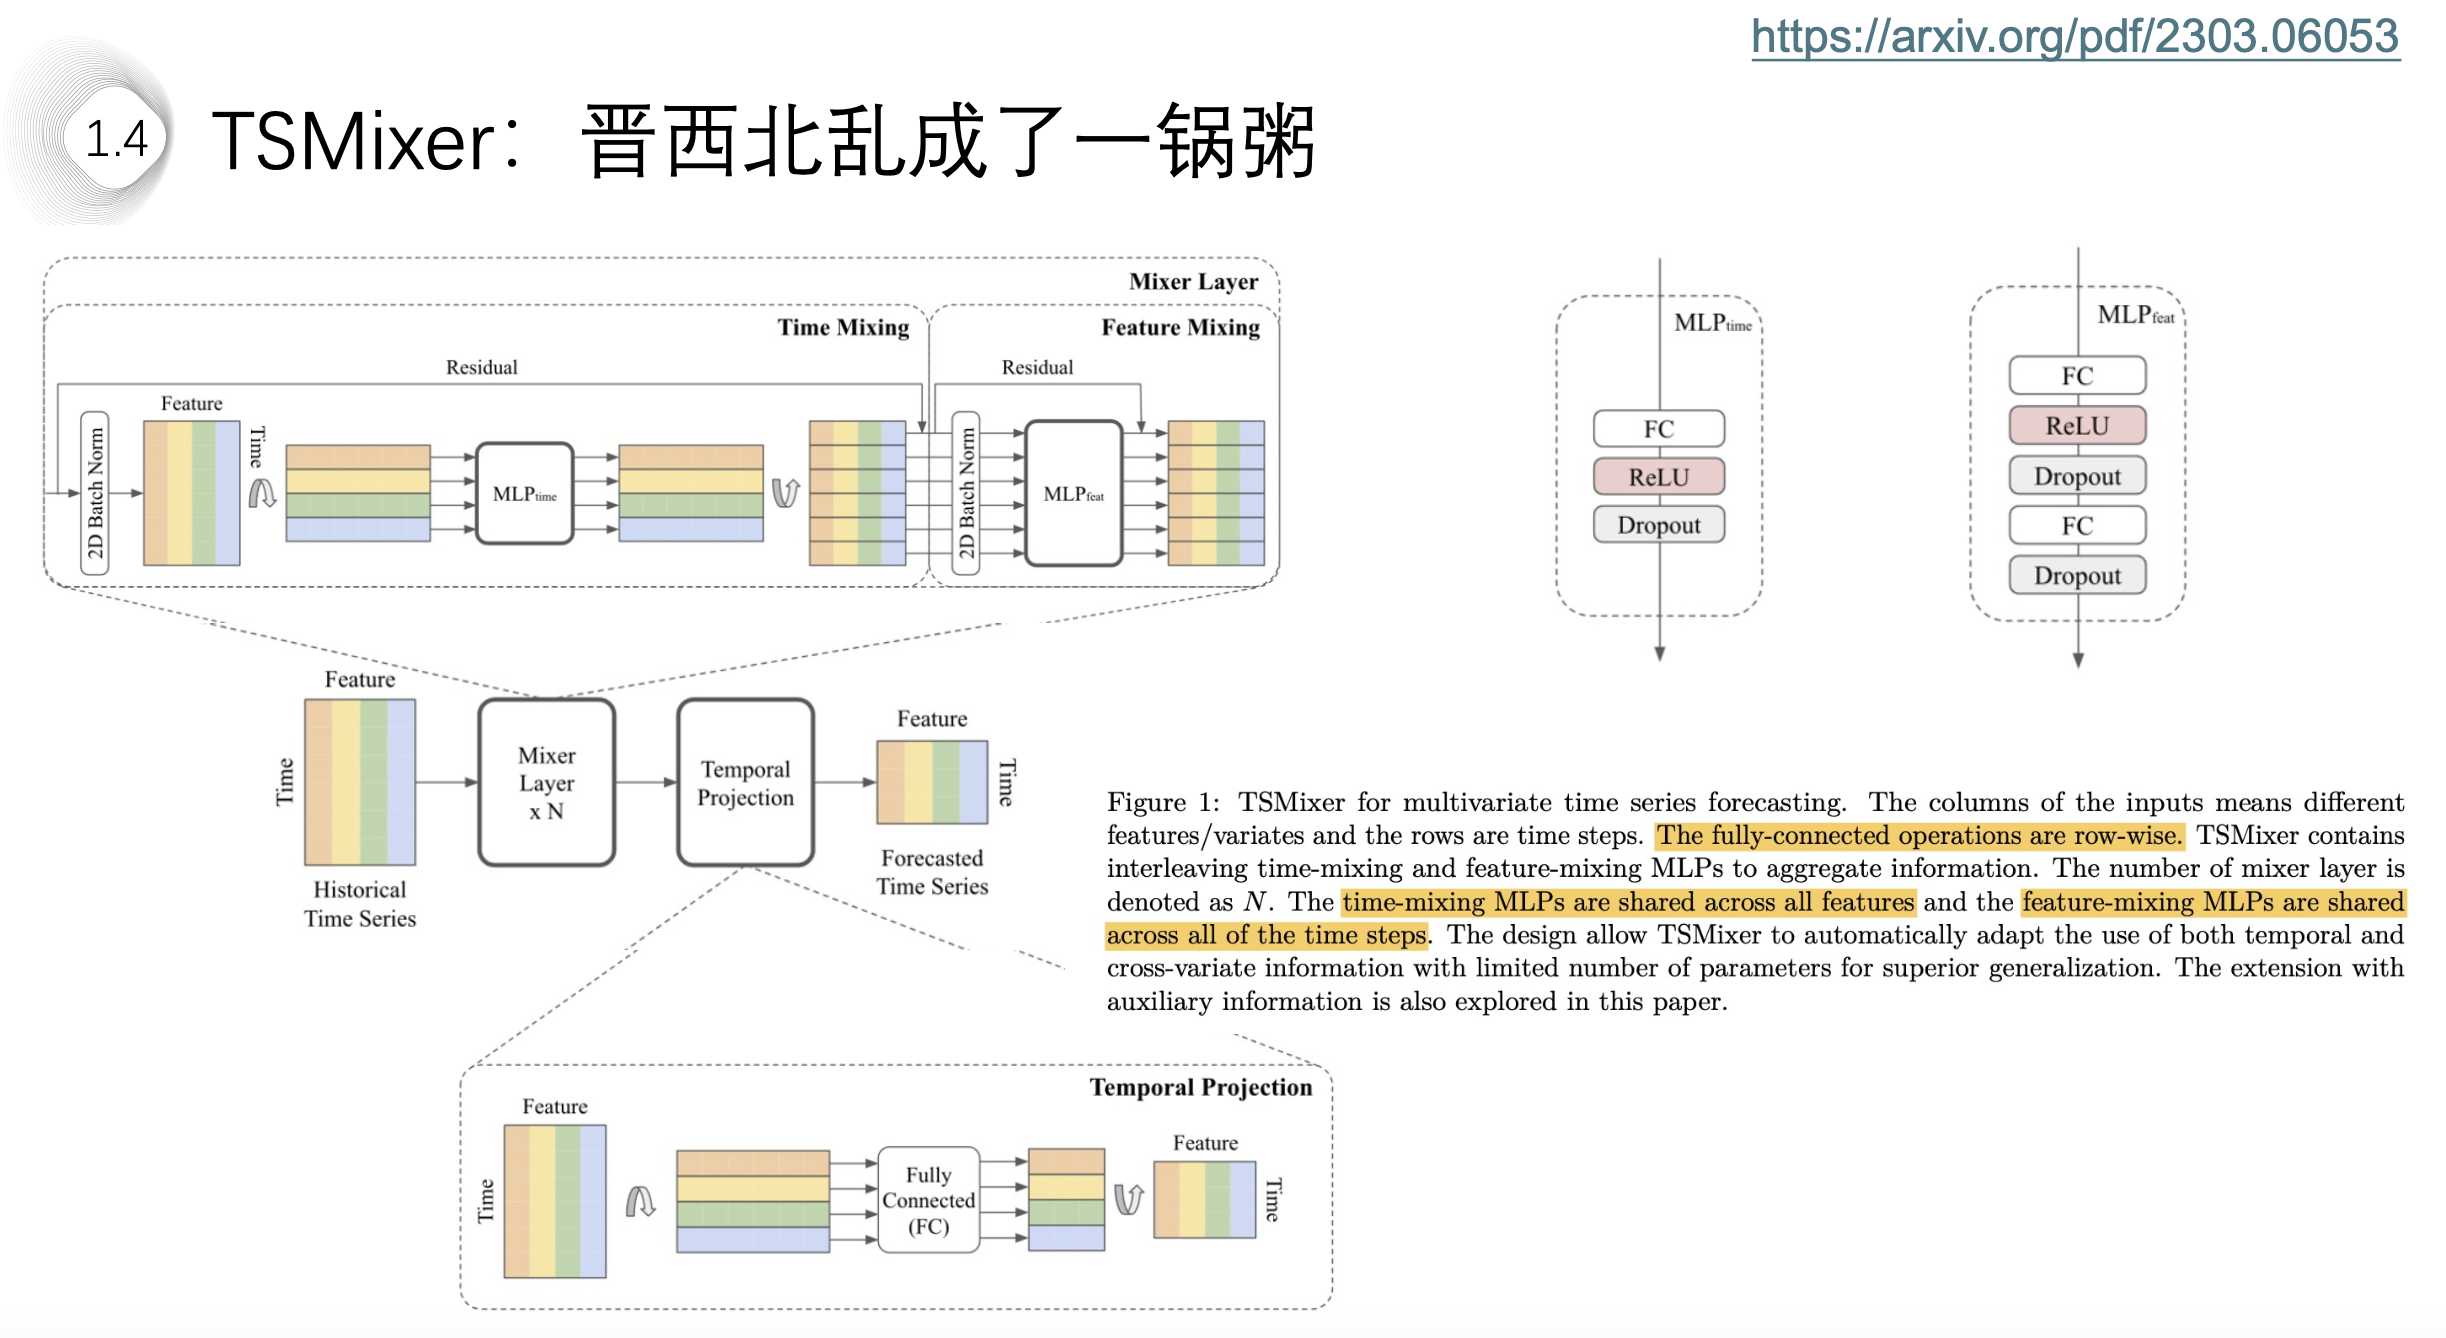 https://arxiv.org/pdf/2303.06053
1.4
TSMixer：晋西北乱成了一锅粥
Mixer Layer
Time Mixing
Feature Mixing
Residual
Residual
2D Batch Norm
Feature
Time
MLPtime
2D Batch Norm
MLPfeat
MLPtime
FC
ReLU
Dropout
MLPfeat
FC
ReLU
Dropout
FC
Dropout
Feature
Time
Historical
Time Series
Mixer
Layer
x N
Temporal
Projection
Feature
Time
Forecasted
Time Series
Figure 1: TSMixer for multivariate time series forecasting. The columns of the inputs means different
features/variates and the rows are time steps. The fully-connected operations are row-wise. TSMixer contains
interleaving time-mixing and feature-mixing MLPs to aggregate information. The number of mixer layer is
denoted as N. The time-mixing MLPs are shared across all features and the feature-mixing MLPs are shared
across all of the time steps. The design allow TSMixer to automatically adapt the use of both temporal and
cross-variate information with limited number of parameters for superior generalization. The extension with
auxiliary information is also explored in this paper.
Temporal Projection
Feature
Time
Fully
Connected
(FC)
Feature
Time